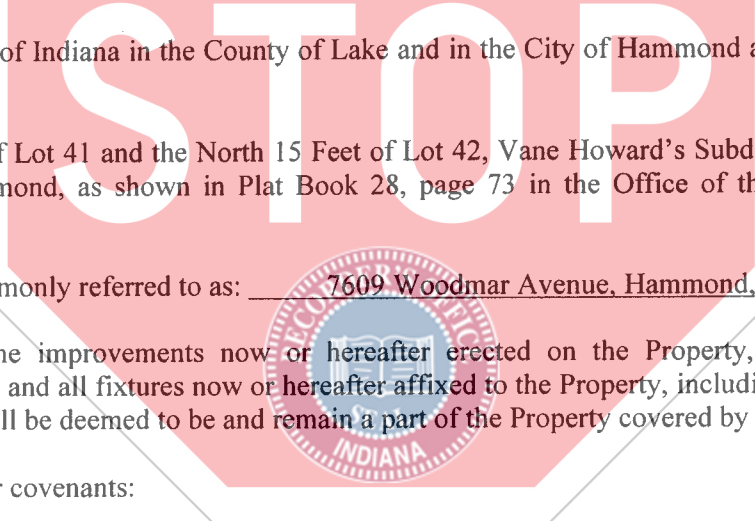 STOP
of Indiana in the County of Lake and in the City of Hammond a
f Lot 41 and the North 15 Feet of Lot 42, Vane Howard's Subd
mond, as shown in Plat Book 28, page 73 in the Office of th
monly referred to as: 7609 Woodmar Avenue, Hammond,
ne improvements now or hereafter erected on the Property,
and all fixtures now or hereafter affixed to the Property, includi
ll be deemed to be and remain a part of the Property covered by
r covenants:
RECORDER OFFICE
SEAL
INDIANA